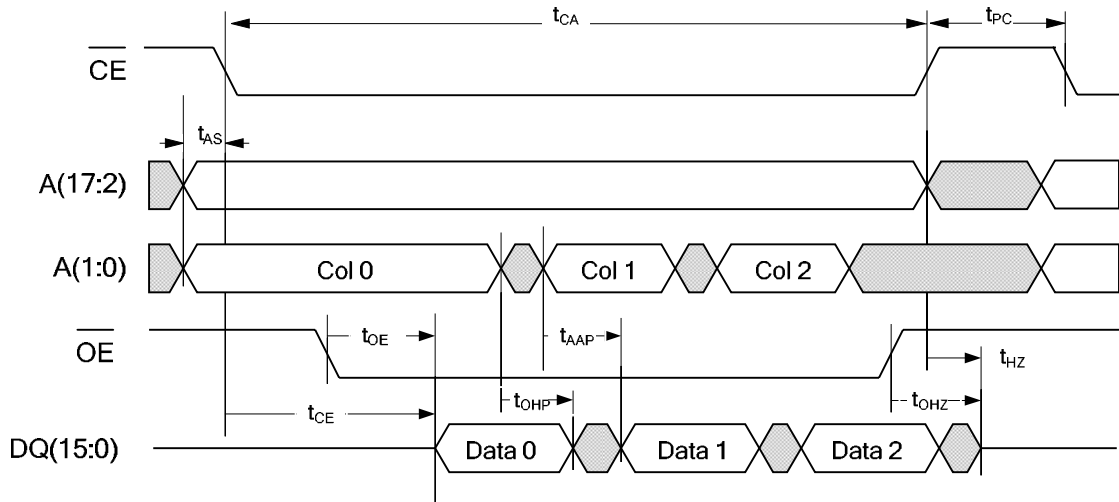 tCA
tPC
CE
tAS
A(17:2)
A(1:0)
Col 0
Col 1
Col 2
OE
tOE
tAAP
tHZ
tCE
tOHP
tOHZ
DQ(15:0)
Data 0
Data 1
Data 2